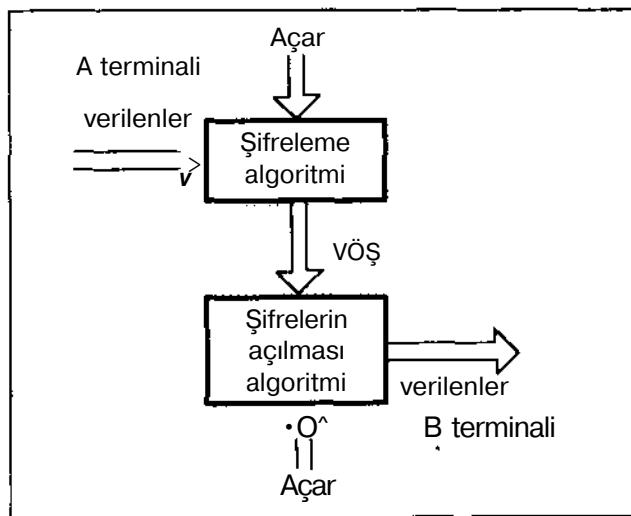 Açar
A terminali
verilenler
Şifreleme
algoritmi
v
VÖŞ
Şifrelerin
açılması
algoritmi
verilenler
B terminali
·O^
Açar